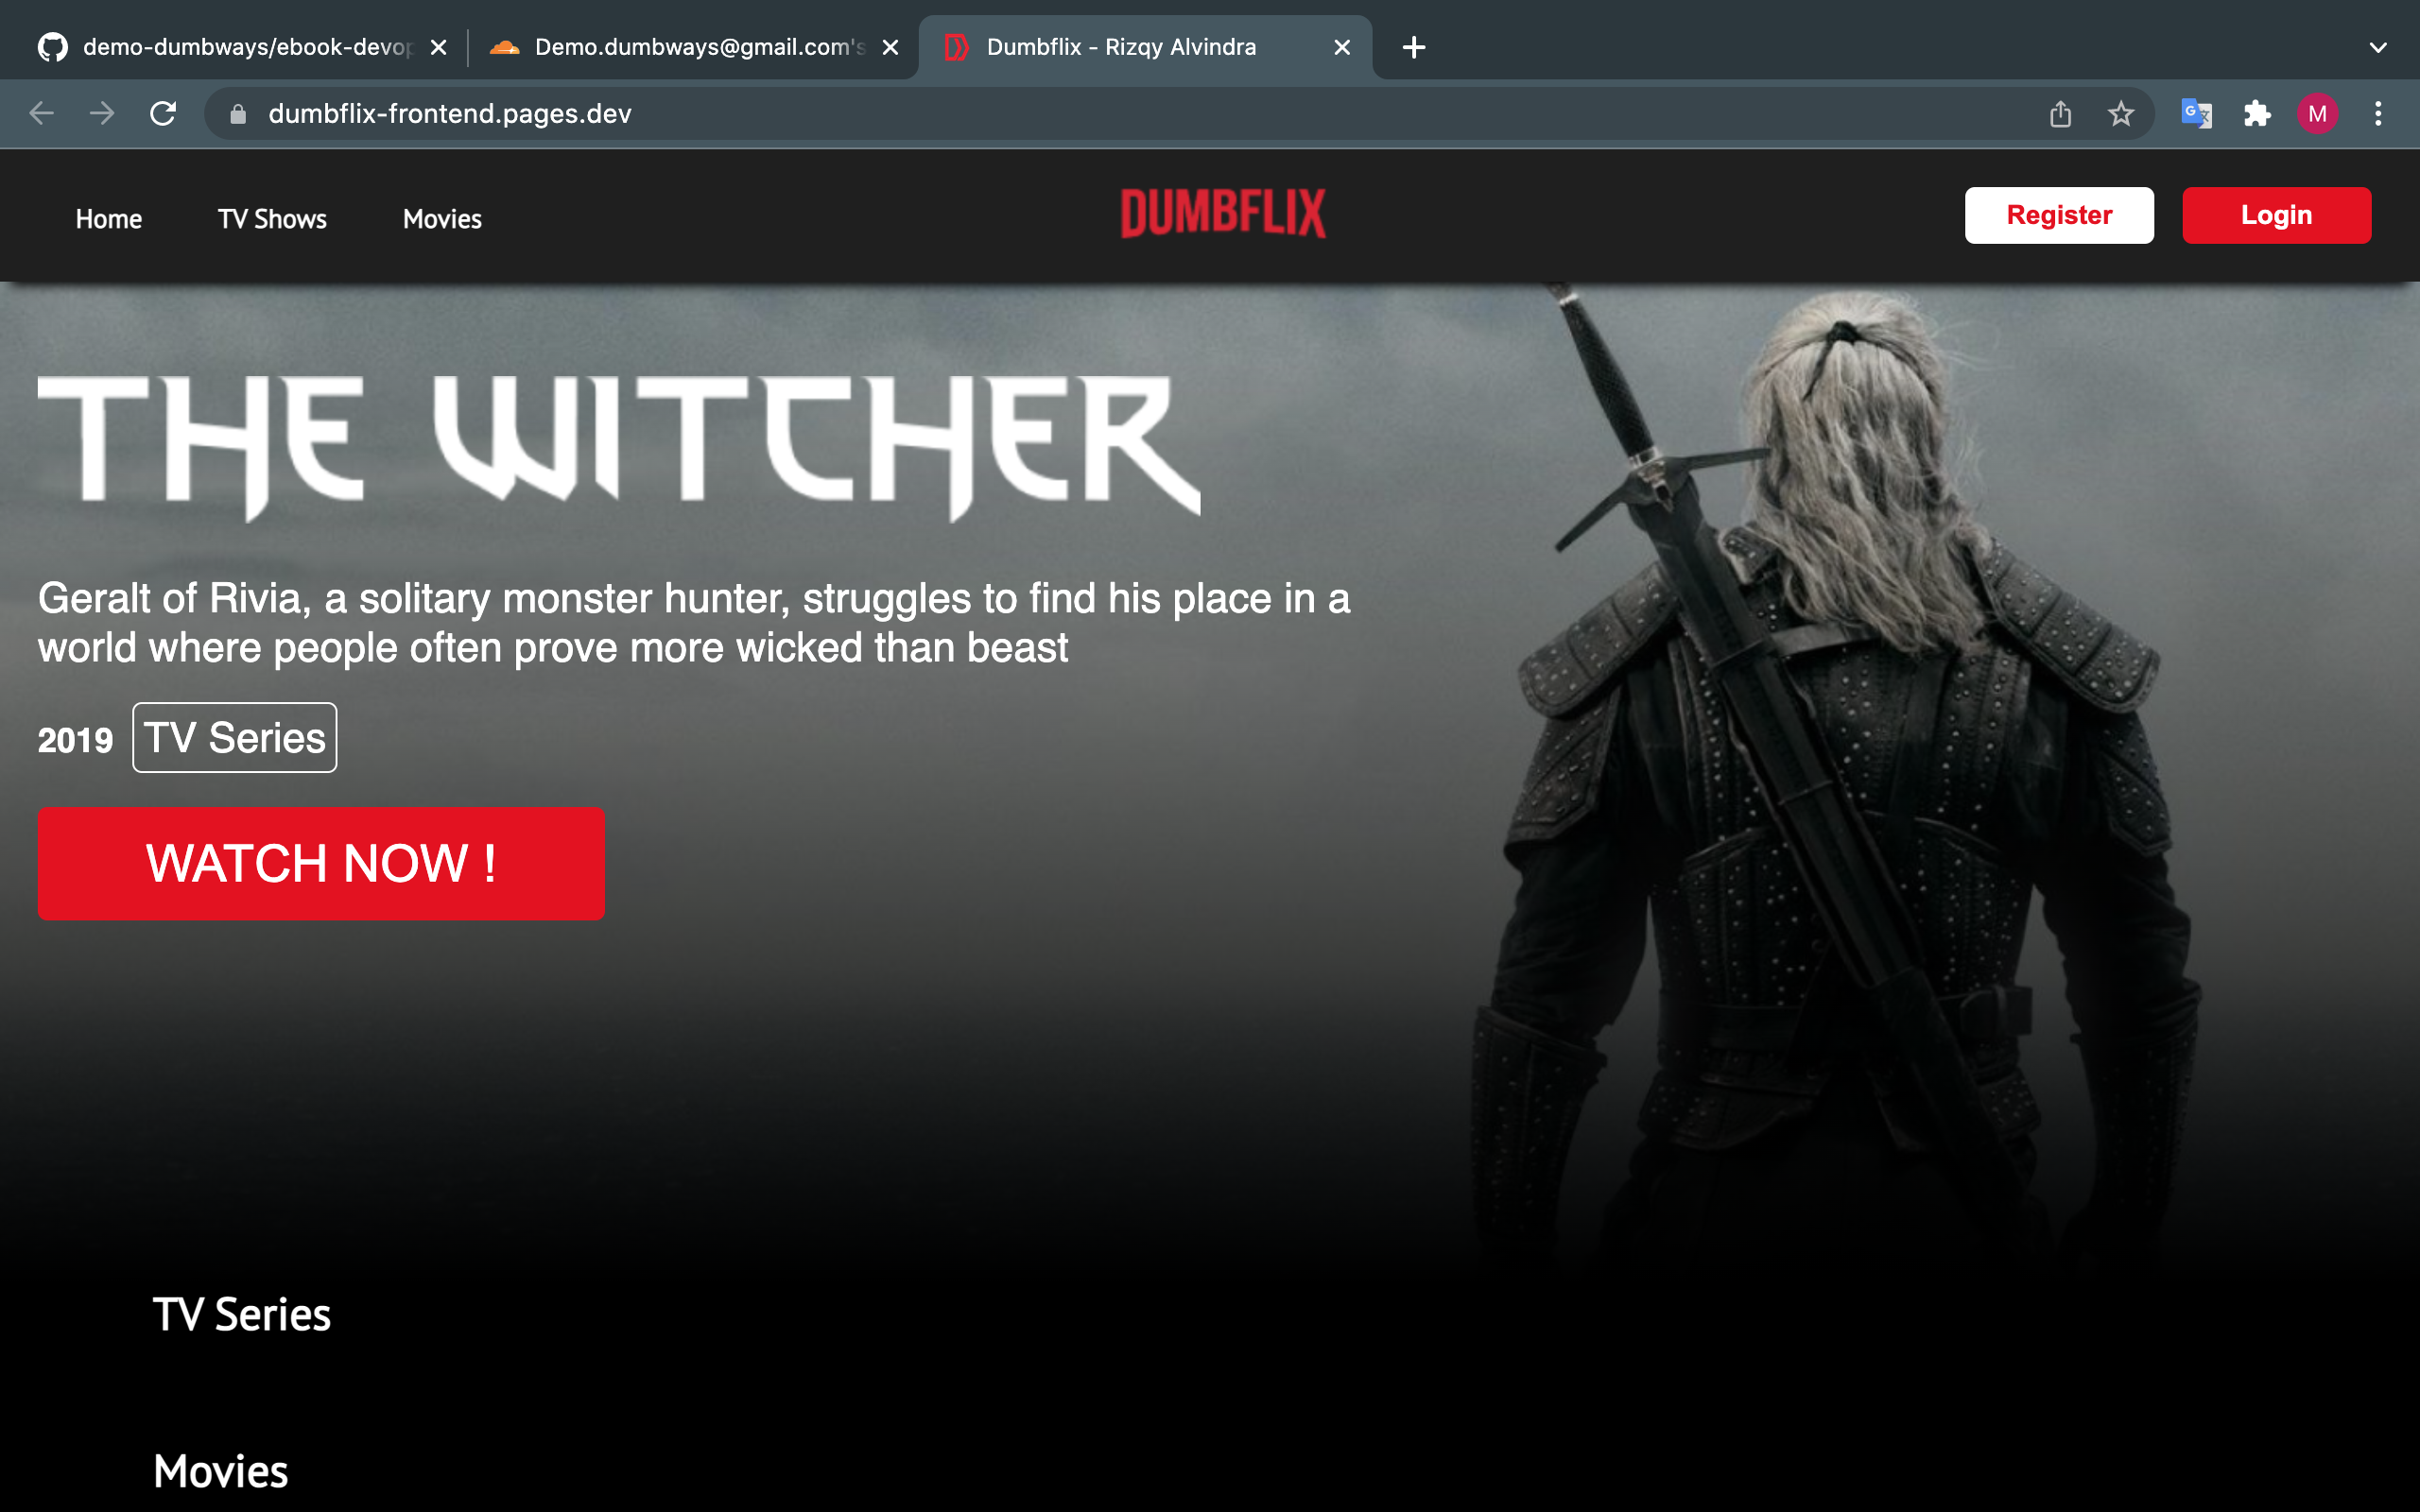 demo-dumbways/ebook-devop
Demo.dumbways@gmail.com's
Dumbflix - Rizqy Alvindra
dumbflix-frontend.pages.dev
M
Home TV Shows Movies DUMBFLIX Register Login
THE WITCHER
Geralt of Rivia, a solitary monster hunter, struggles to find his place in a
world where people often prove more wicked than beast
2019 TV Series
WATCH NOW !
TV Series
Movies